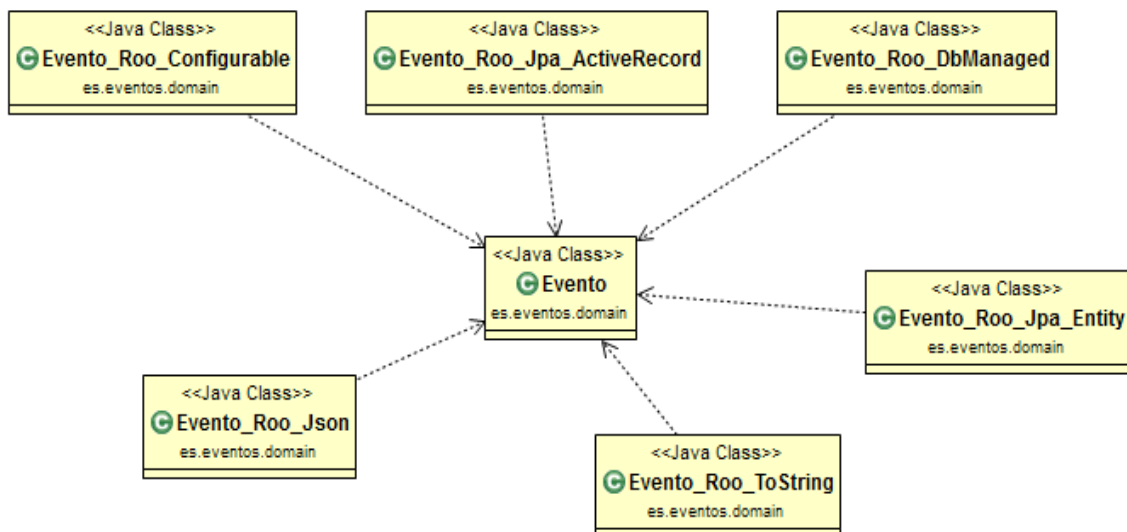 <<Java Class>>
C Evento_Roo_Configurable
es.eventos.domain
<<Java Class>>
C Evento_Roo_Jpa_ActiveRecord
es.eventos.domain
<<Java Class>>
C Evento_Roo_DbManaged
es.eventos.domain
<<Java Class>>
C Evento
es.eventos.domain
<<Java Class>>
C Evento_Roo_Jpa_Entity
es.eventos.domain
<<Java Class>>
C Evento_Roo_Json
es.eventos.domain
<<Java Class>>
C Evento_Roo_ToString
es.eventos.domain